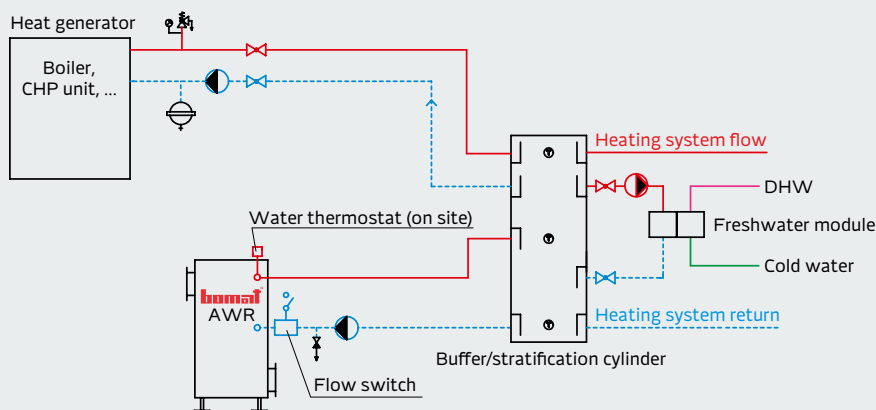 Heat generator
Boiler,
CHP unit, ...
Heating system flow
DHW
Freshwater module
Cold water
Water thermostat (on site)
bomat
AWR
Heating system return
Buffer/stratification cylinder
Flow switch